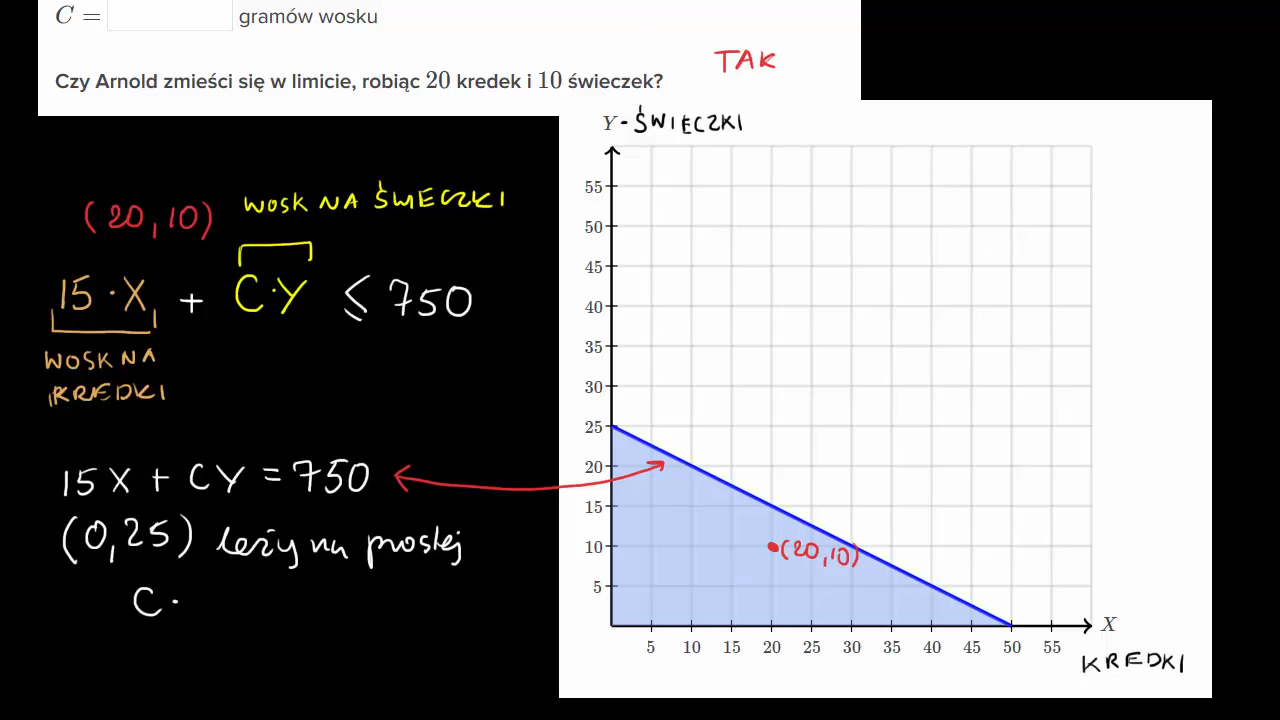 C = gramów wosku
Czy Arnold zmieści się w limicie, robiąc 20 kredek i 10 świeczek?
TAK
Y - ŚWIECZKI
(20,10)
WOSK NA ŚWIECZKI
15 · X + C · Y ≤ 750
WOSK NA
KREDKI
15X + CY = 750
(0,25) leży na prostej
C ·
55
50
45
40
35
30
25
20
15
10
5
(20,10)
5 10 15 20 25 30 35 40 45 50 55
X
KREDKI